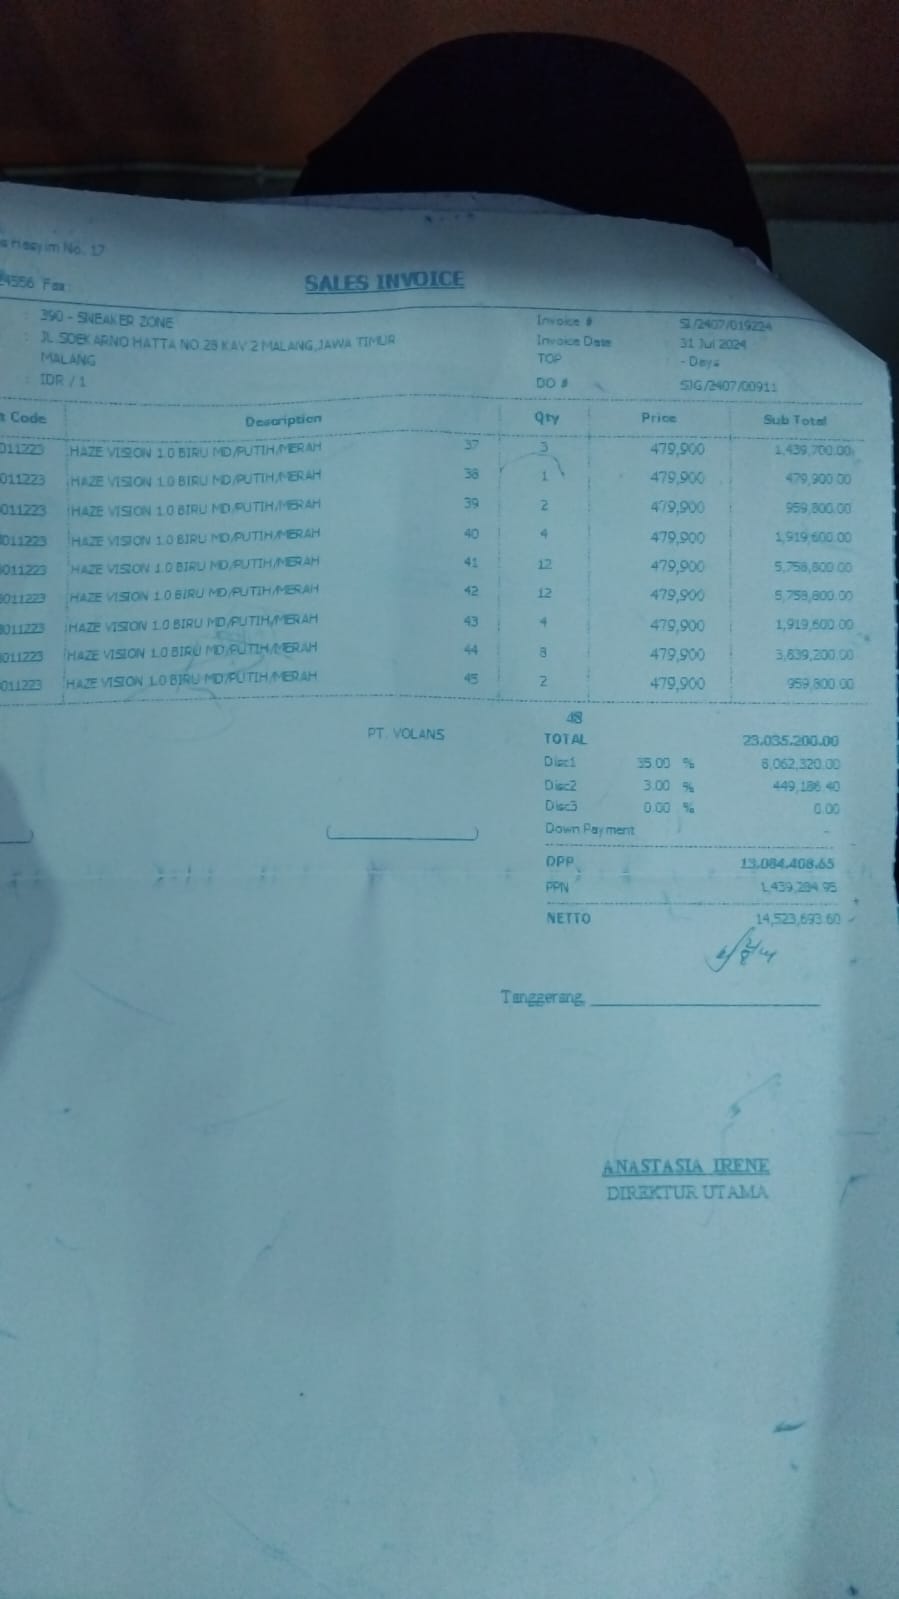 Hasyim No. 17
24556 Fax:
SALES INVOICE
: 390 - SNEAKER ZONE
: JL. SOEKARNO HATTA NO.28 KAV 2 MALANG,JAWA TIMUR
MALANG
: IDR / 1
Invoice # : SI/2407/019224
Invoice Date : 31 Jul 2024
TOP : - Days
DO # : SJG/2407/00911
t Code Description Qty Price Sub Total
011223 HAZE VISION 1.0 BIRU MD/PUTIH/MERAH 37 3 479,900 1,439,700.00
011223 HAZE VISION 1.0 BIRU MD/PUTIH/MERAH 38 1 479,900 479,900.00
011223 HAZE VISION 1.0 BIRU MD/PUTIH/MERAH 39 2 479,900 959,800.00
011223 HAZE VISION 1.0 BIRU MD/PUTIH/MERAH 40 4 479,900 1,919,600.00
011223 HAZE VISION 1.0 BIRU MD/PUTIH/MERAH 41 12 479,900 5,758,800.00
011223 HAZE VISION 1.0 BIRU MD/PUTIH/MERAH 42 12 479,900 5,758,800.00
011223 HAZE VISION 1.0 BIRU MD/PUTIH/MERAH 43 4 479,900 1,919,600.00
011223 HAZE VISION 1.0 BIRU MD/PUTIH/MERAH 44 8 479,900 3,839,200.00
011223 HAZE VISION 1.0 BIRU MD/PUTIH/MERAH 45 2 479,900 959,800.00
48
PT. VOLANS
TOTAL 23.035.200.00
Disc1 35.00 % 8,062,320.00
Disc2 3.00 % 449,186.40
Disc3 0.00 % 0.00
Down Payment -
DPP 13.084.408.65
PPN 1,439,284.95
NETTO 14,523,693.60
Tanggerang,
ANASTASIA IRENE
DIREKTUR UTAMA